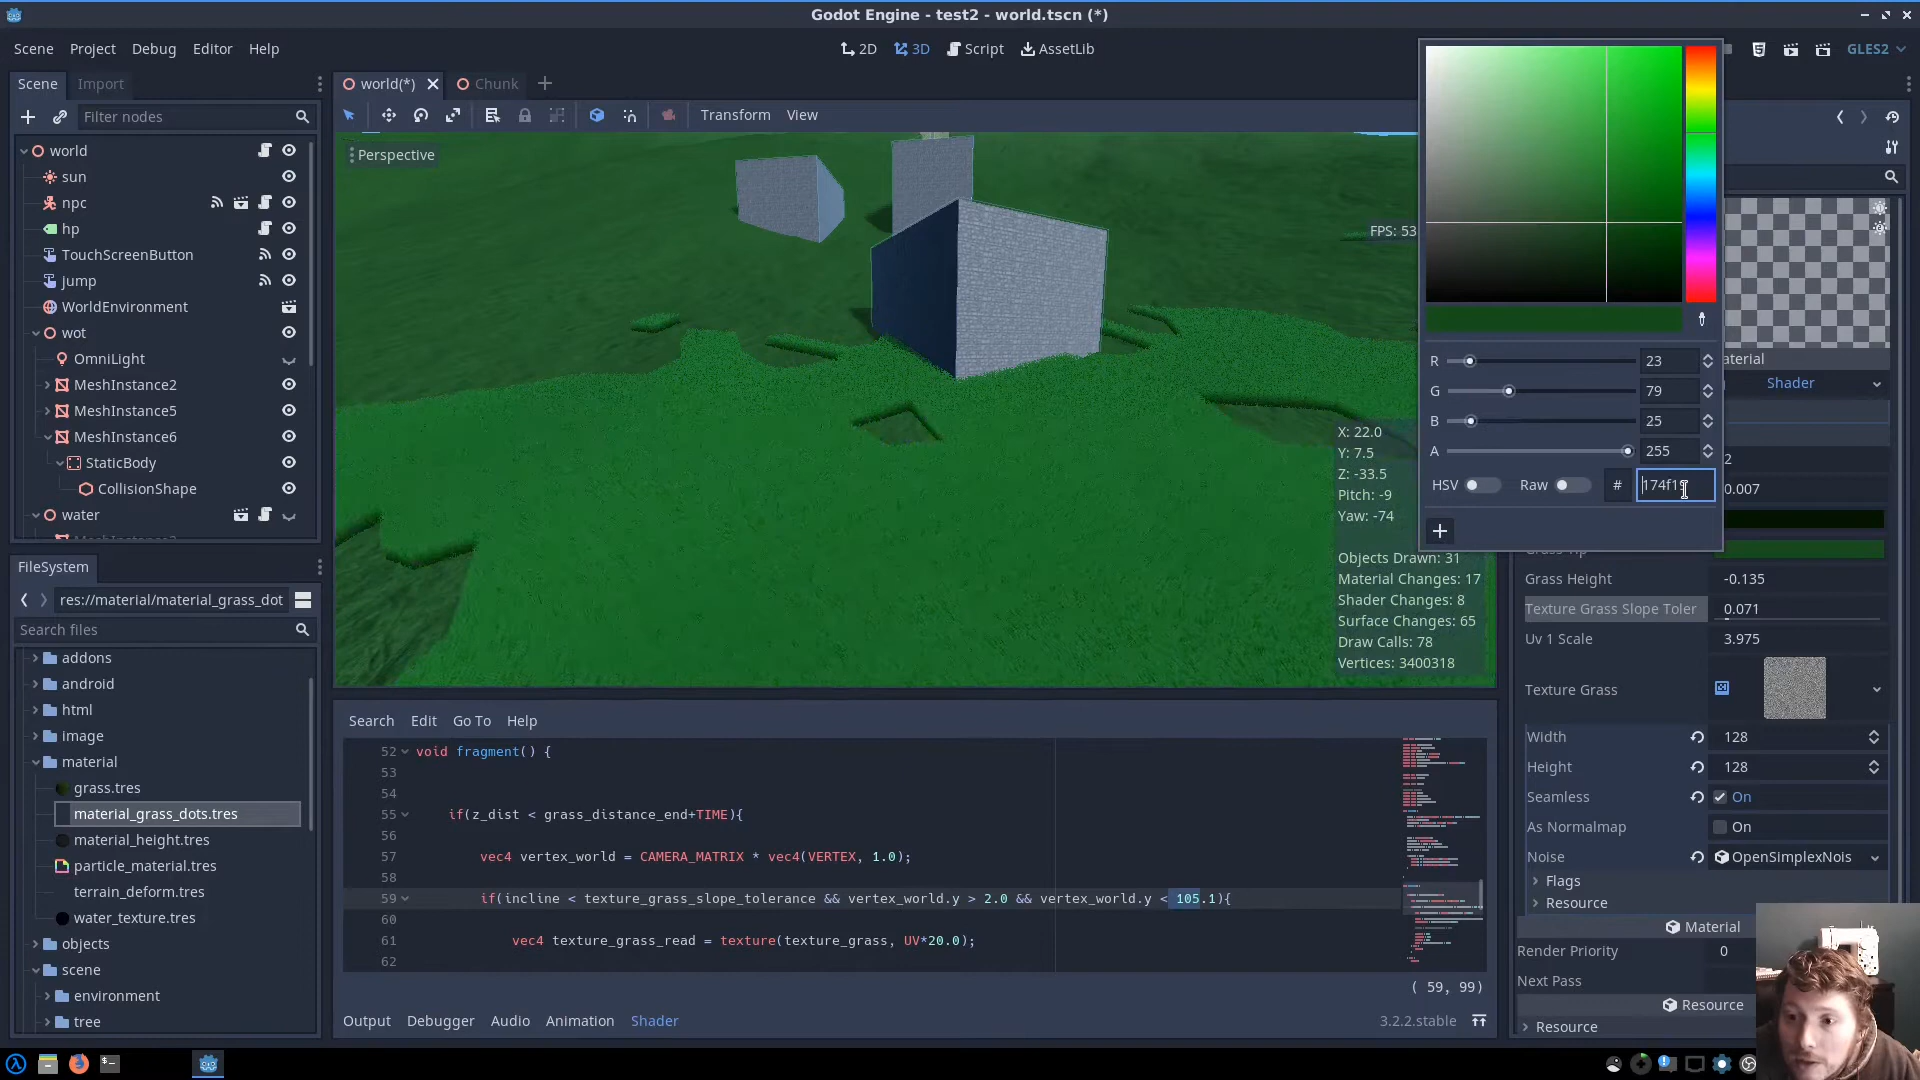 Godot Engine - test2 - world.tscn (*)
Scene Project Debug Editor Help
2D 3D Script AssetLib
GLES2
Scene Import
world(*) Chunk
Filter nodes
Transform View
Perspective
world
sun
npc
hp
TouchScreenButton
jump
WorldEnvironment
wot
OmniLight
MeshInstance2
MeshInstance5
MeshInstance6
StaticBody
CollisionShape
water
FPS: 53
X: 22.0
Y: 7.5
Z: -33.5
Pitch: -9
Yaw: -74
Objects Drawn: 31
Material Changes: 17
Shader Changes: 8
Surface Changes: 65
Draw Calls: 78
Vertices: 3400318
R 23
G 79
B 25
A 255
HSV Raw # 174f19
Shader
0.007
Grass Height -0.135
Texture Grass Slope Toler 0.071
Uv 1 Scale 3.975
Texture Grass
Width 128
Height 128
Seamless On
As Normalmap On
Noise OpenSimplexNois
Flags
Resource
Material
Render Priority 0
Next Pass
Resource
Resource
FileSystem
res://material/material_grass_dot
Search files
addons
android
html
image
material
grass.tres
material_grass_dots.tres
material_height.tres
particle_material.tres
terrain_deform.tres
water_texture.tres
objects
scene
environment
tree
Search Edit Go To Help
52 void fragment() {
53
54
55 if(z_dist < grass_distance_end+TIME){
56
57 vec4 vertex_world = CAMERA_MATRIX * vec4(VERTEX, 1.0);
58
59 if(incline < texture_grass_slope_tolerance && vertex_world.y > 2.0 && vertex_world.y < 105.1){
60
61 vec4 texture_grass_read = texture(texture_grass, UV*20.0);
62
( 59, 99)
Output Debugger Audio Animation Shader
3.2.2.stable